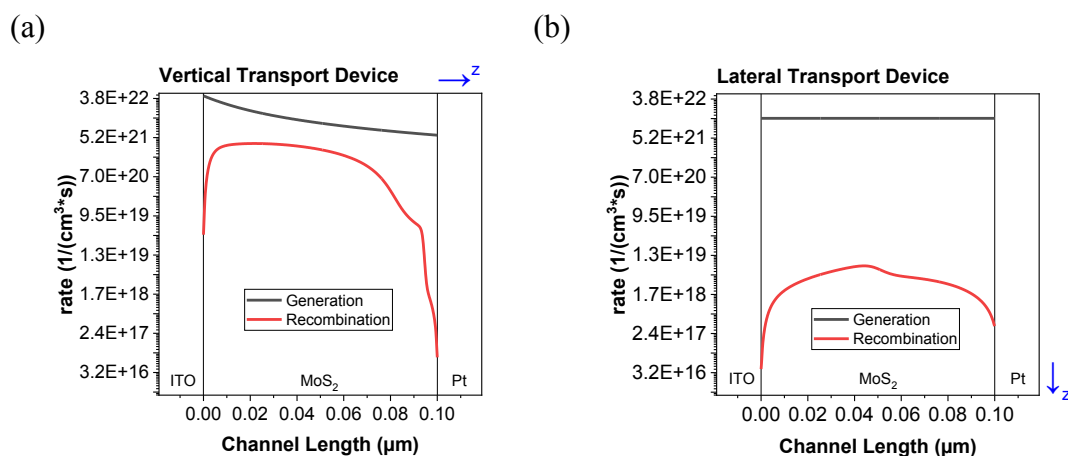 (a)
Vertical Transport Device
z
rate (1/(cm³*s))
3.8E+22
5.2E+21
7.0E+20
9.5E+19
1.3E+19
1.7E+18
2.4E+17
3.2E+16
Generation
Recombination
ITO
MoS₂
Pt
0.00 0.02 0.04 0.06 0.08 0.10
Channel Length (µm)
(b)
Lateral Transport Device
rate (1/(cm³*s))
3.8E+22
5.2E+21
7.0E+20
9.5E+19
1.3E+19
1.7E+18
2.4E+17
3.2E+16
Generation
Recombination
ITO
MoS₂
Pt
z
0.00 0.02 0.04 0.06 0.08 0.10
Channel Length (µm)